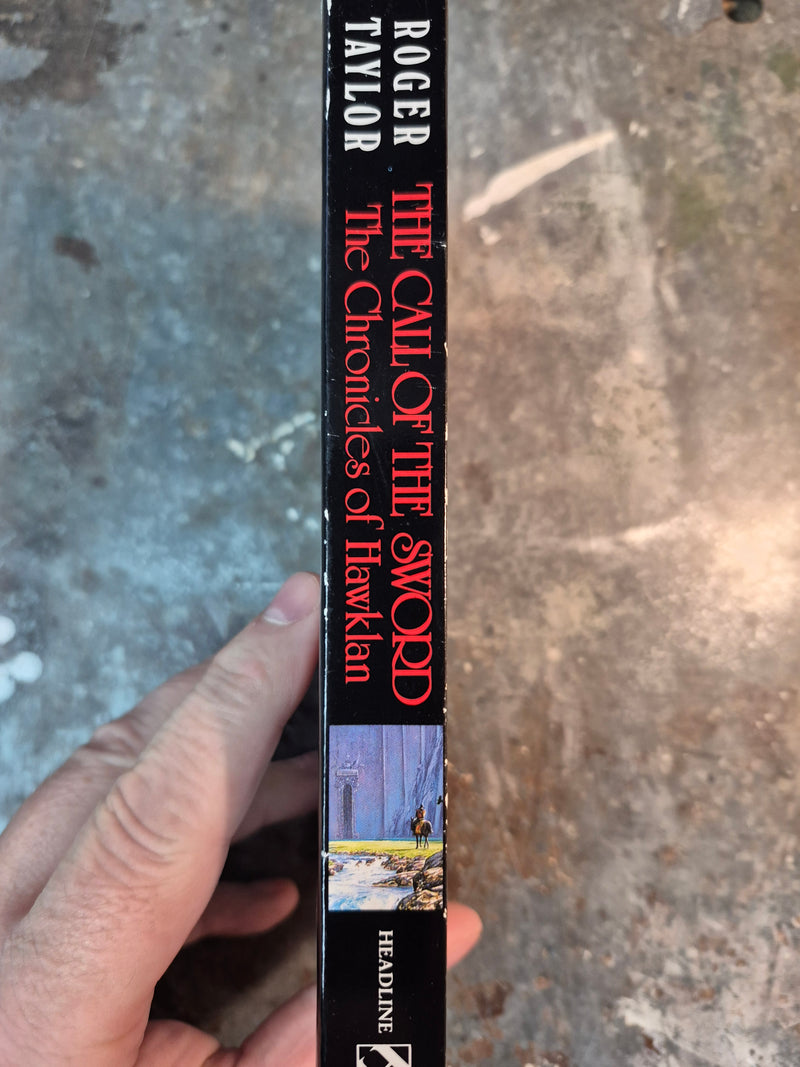 ROGER
TAYLOR
THE CALL OF THE SWORD
The Chronicles of Hawklan
HEADLINE